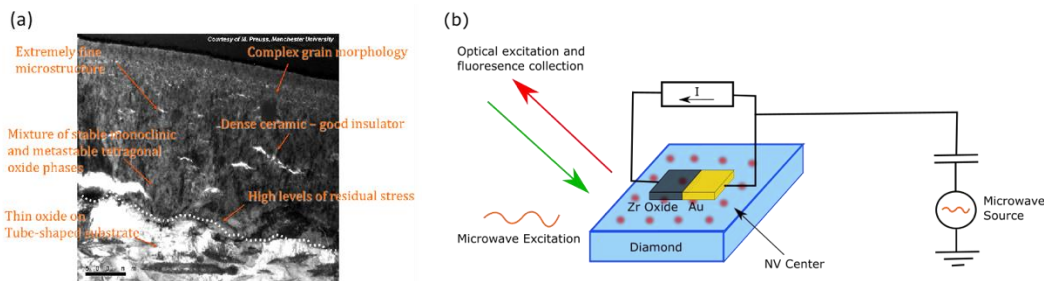 (a)
Courtesy of M. Preuss, Manchester University
Extremely fine
microstructure
Complex grain morphology
Mixture of stable monoclinic
and metastable tetragonal
oxide phases
Dense ceramic – good insulator
High levels of residual stress
Thin oxide on
Tube-shaped substrate
(b)
Optical excitation and
fluoresence collection
I
Zr Oxide Au
Microwave Excitation
Diamond
NV Center
Microwave
Source